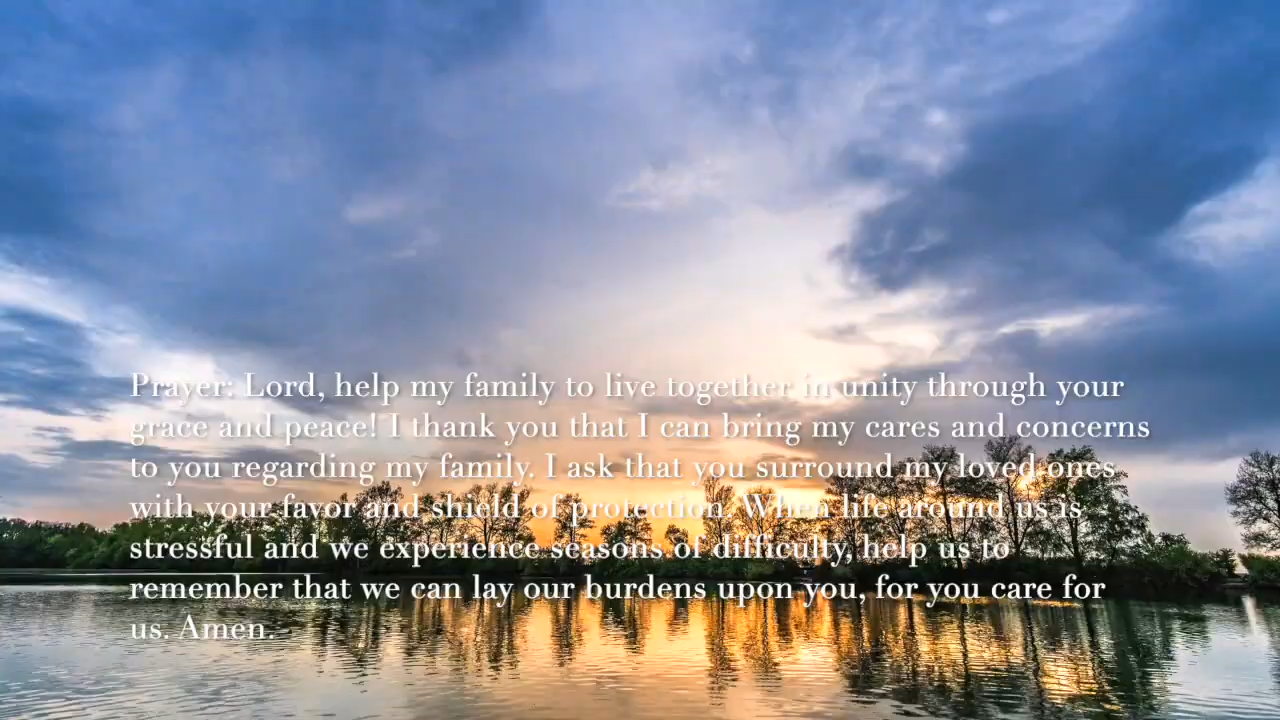 Prayer: Lord, help my family to live together in unity through your
grace and peace! I thank you that I can bring my cares and concerns
to you regarding my family. I ask that you surround my loved ones
with your favor and shield of protection. When life around us is
stressful and we experience seasons of difficulty, help us to
remember that we can lay our burdens upon you, for you care for
us. Amen.